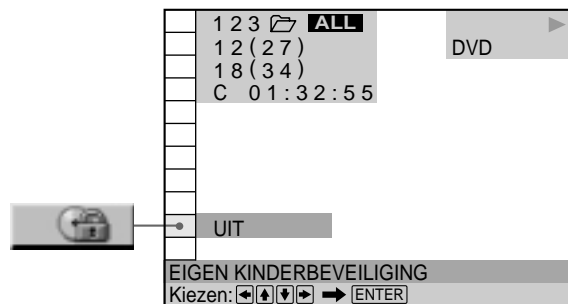 123 ALL
12(27)
18(34)
C 01:32:55
DVD
UIT
EIGEN KINDERBEVEILIGING
Kiezen: ENTER